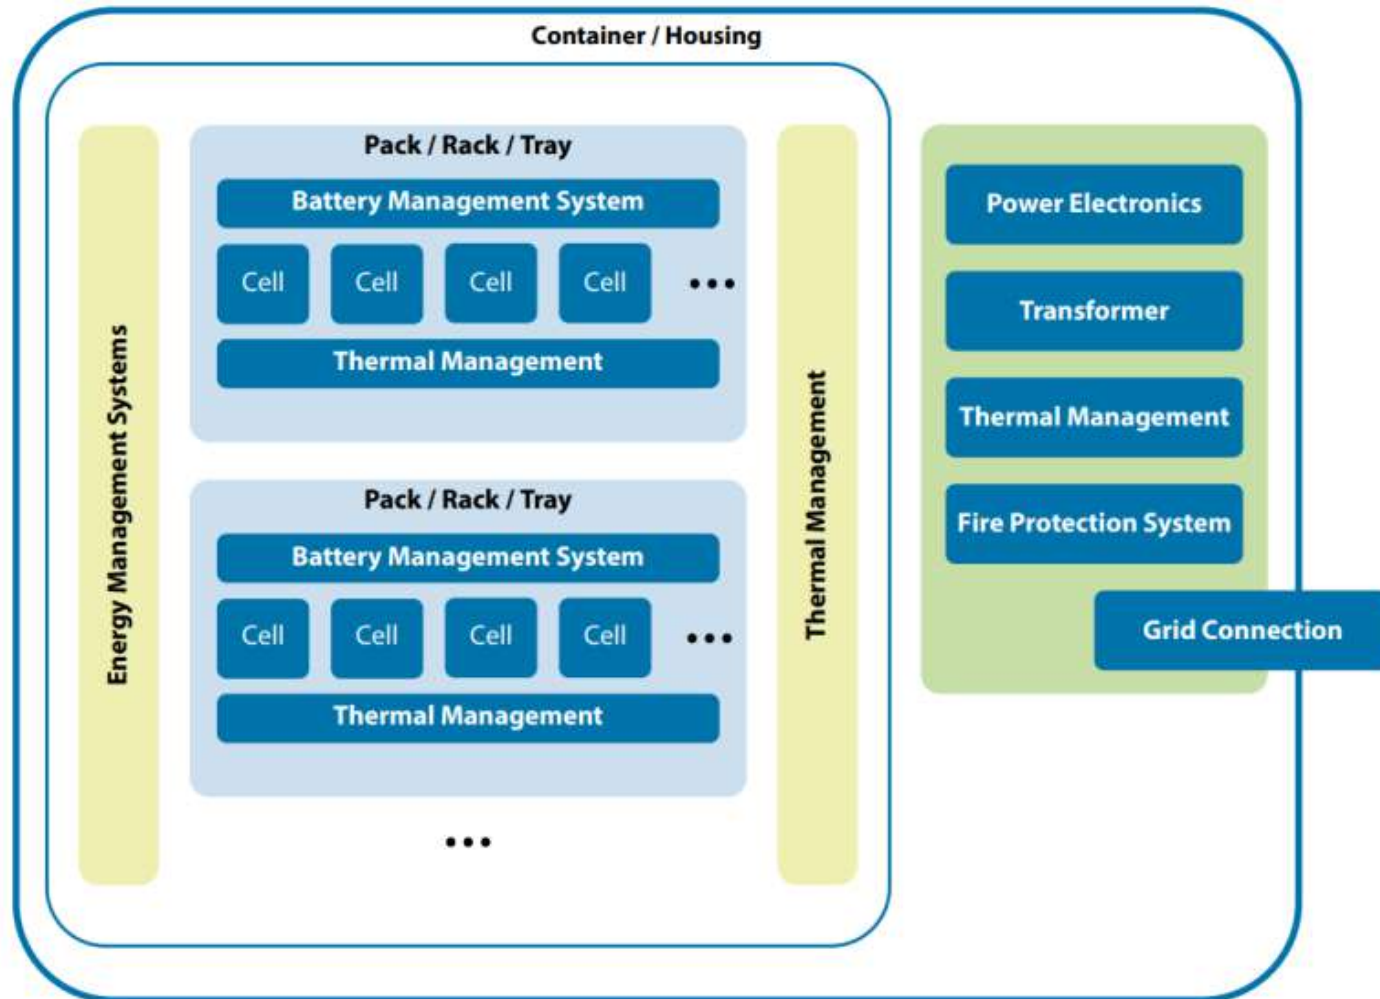 Container / Housing
Energy Management Systems
Pack / Rack / Tray
Battery Management System
Cell Cell Cell Cell •••
Thermal Management
Pack / Rack / Tray
Battery Management System
Cell Cell Cell Cell •••
Thermal Management
•••
Thermal Management
Power Electronics
Transformer
Thermal Management
Fire Protection System
Grid Connection